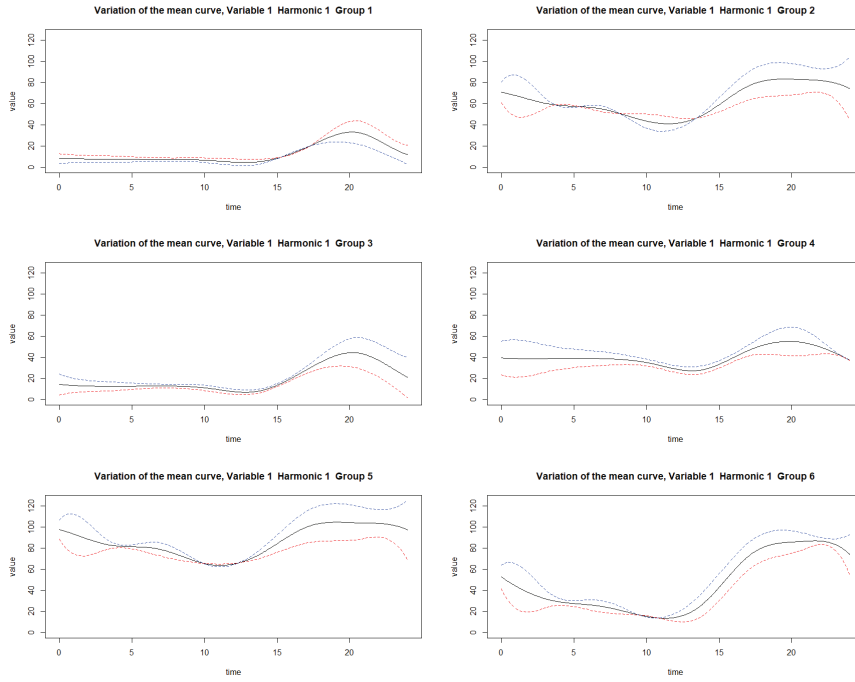 Variation of the mean curve, Variable 1 Harmonic 1 Group 1
value
0 20 40 60 80 100 120
0 5 10 15 20
time
Variation of the mean curve, Variable 1 Harmonic 1 Group 2
value
0 20 40 60 80 100 120
0 5 10 15 20
time
Variation of the mean curve, Variable 1 Harmonic 1 Group 3
value
0 20 40 60 80 100 120
0 5 10 15 20
time
Variation of the mean curve, Variable 1 Harmonic 1 Group 4
value
0 20 40 60 80 100 120
0 5 10 15 20
time
Variation of the mean curve, Variable 1 Harmonic 1 Group 5
value
0 20 40 60 80 100 120
0 5 10 15 20
time
Variation of the mean curve, Variable 1 Harmonic 1 Group 6
value
0 20 40 60 80 100 120
0 5 10 15 20
time